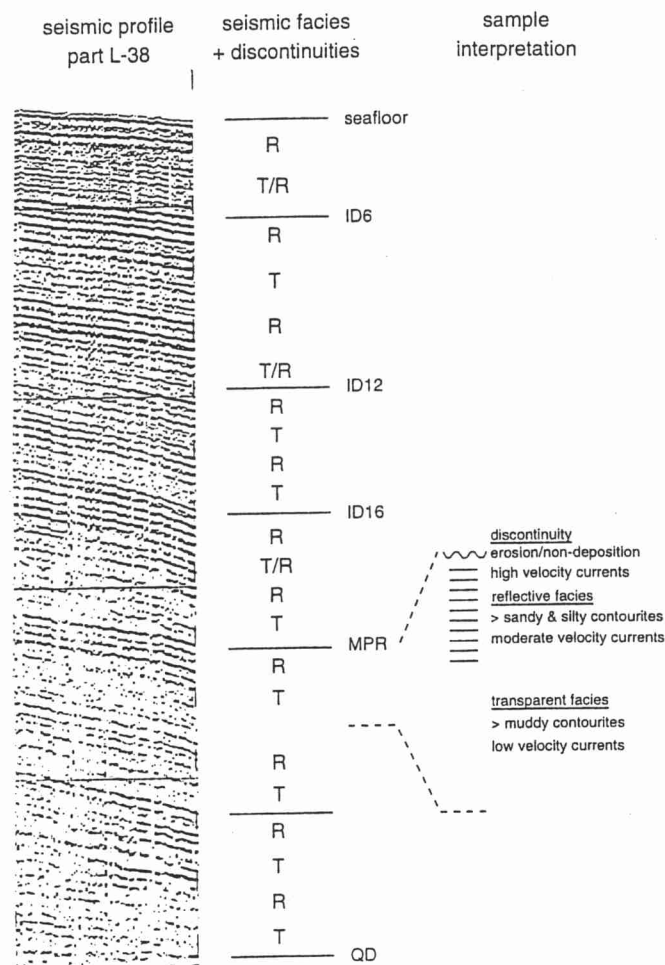 seismic profile
part L-38
seismic facies
+ discontinuities
sample
interpretation
seafloor
R
T/R
ID6
R
T
R
T/R
ID12
R
T
R
T
ID16
R
T/R
R
T
MPR
R
T
R
T
R
T
R
T
QD
discontinuity
erosion/non-deposition
high velocity currents
reflective facies
> sandy & silty contourites
moderate velocity currents
transparent facies
> muddy contourites
low velocity currents